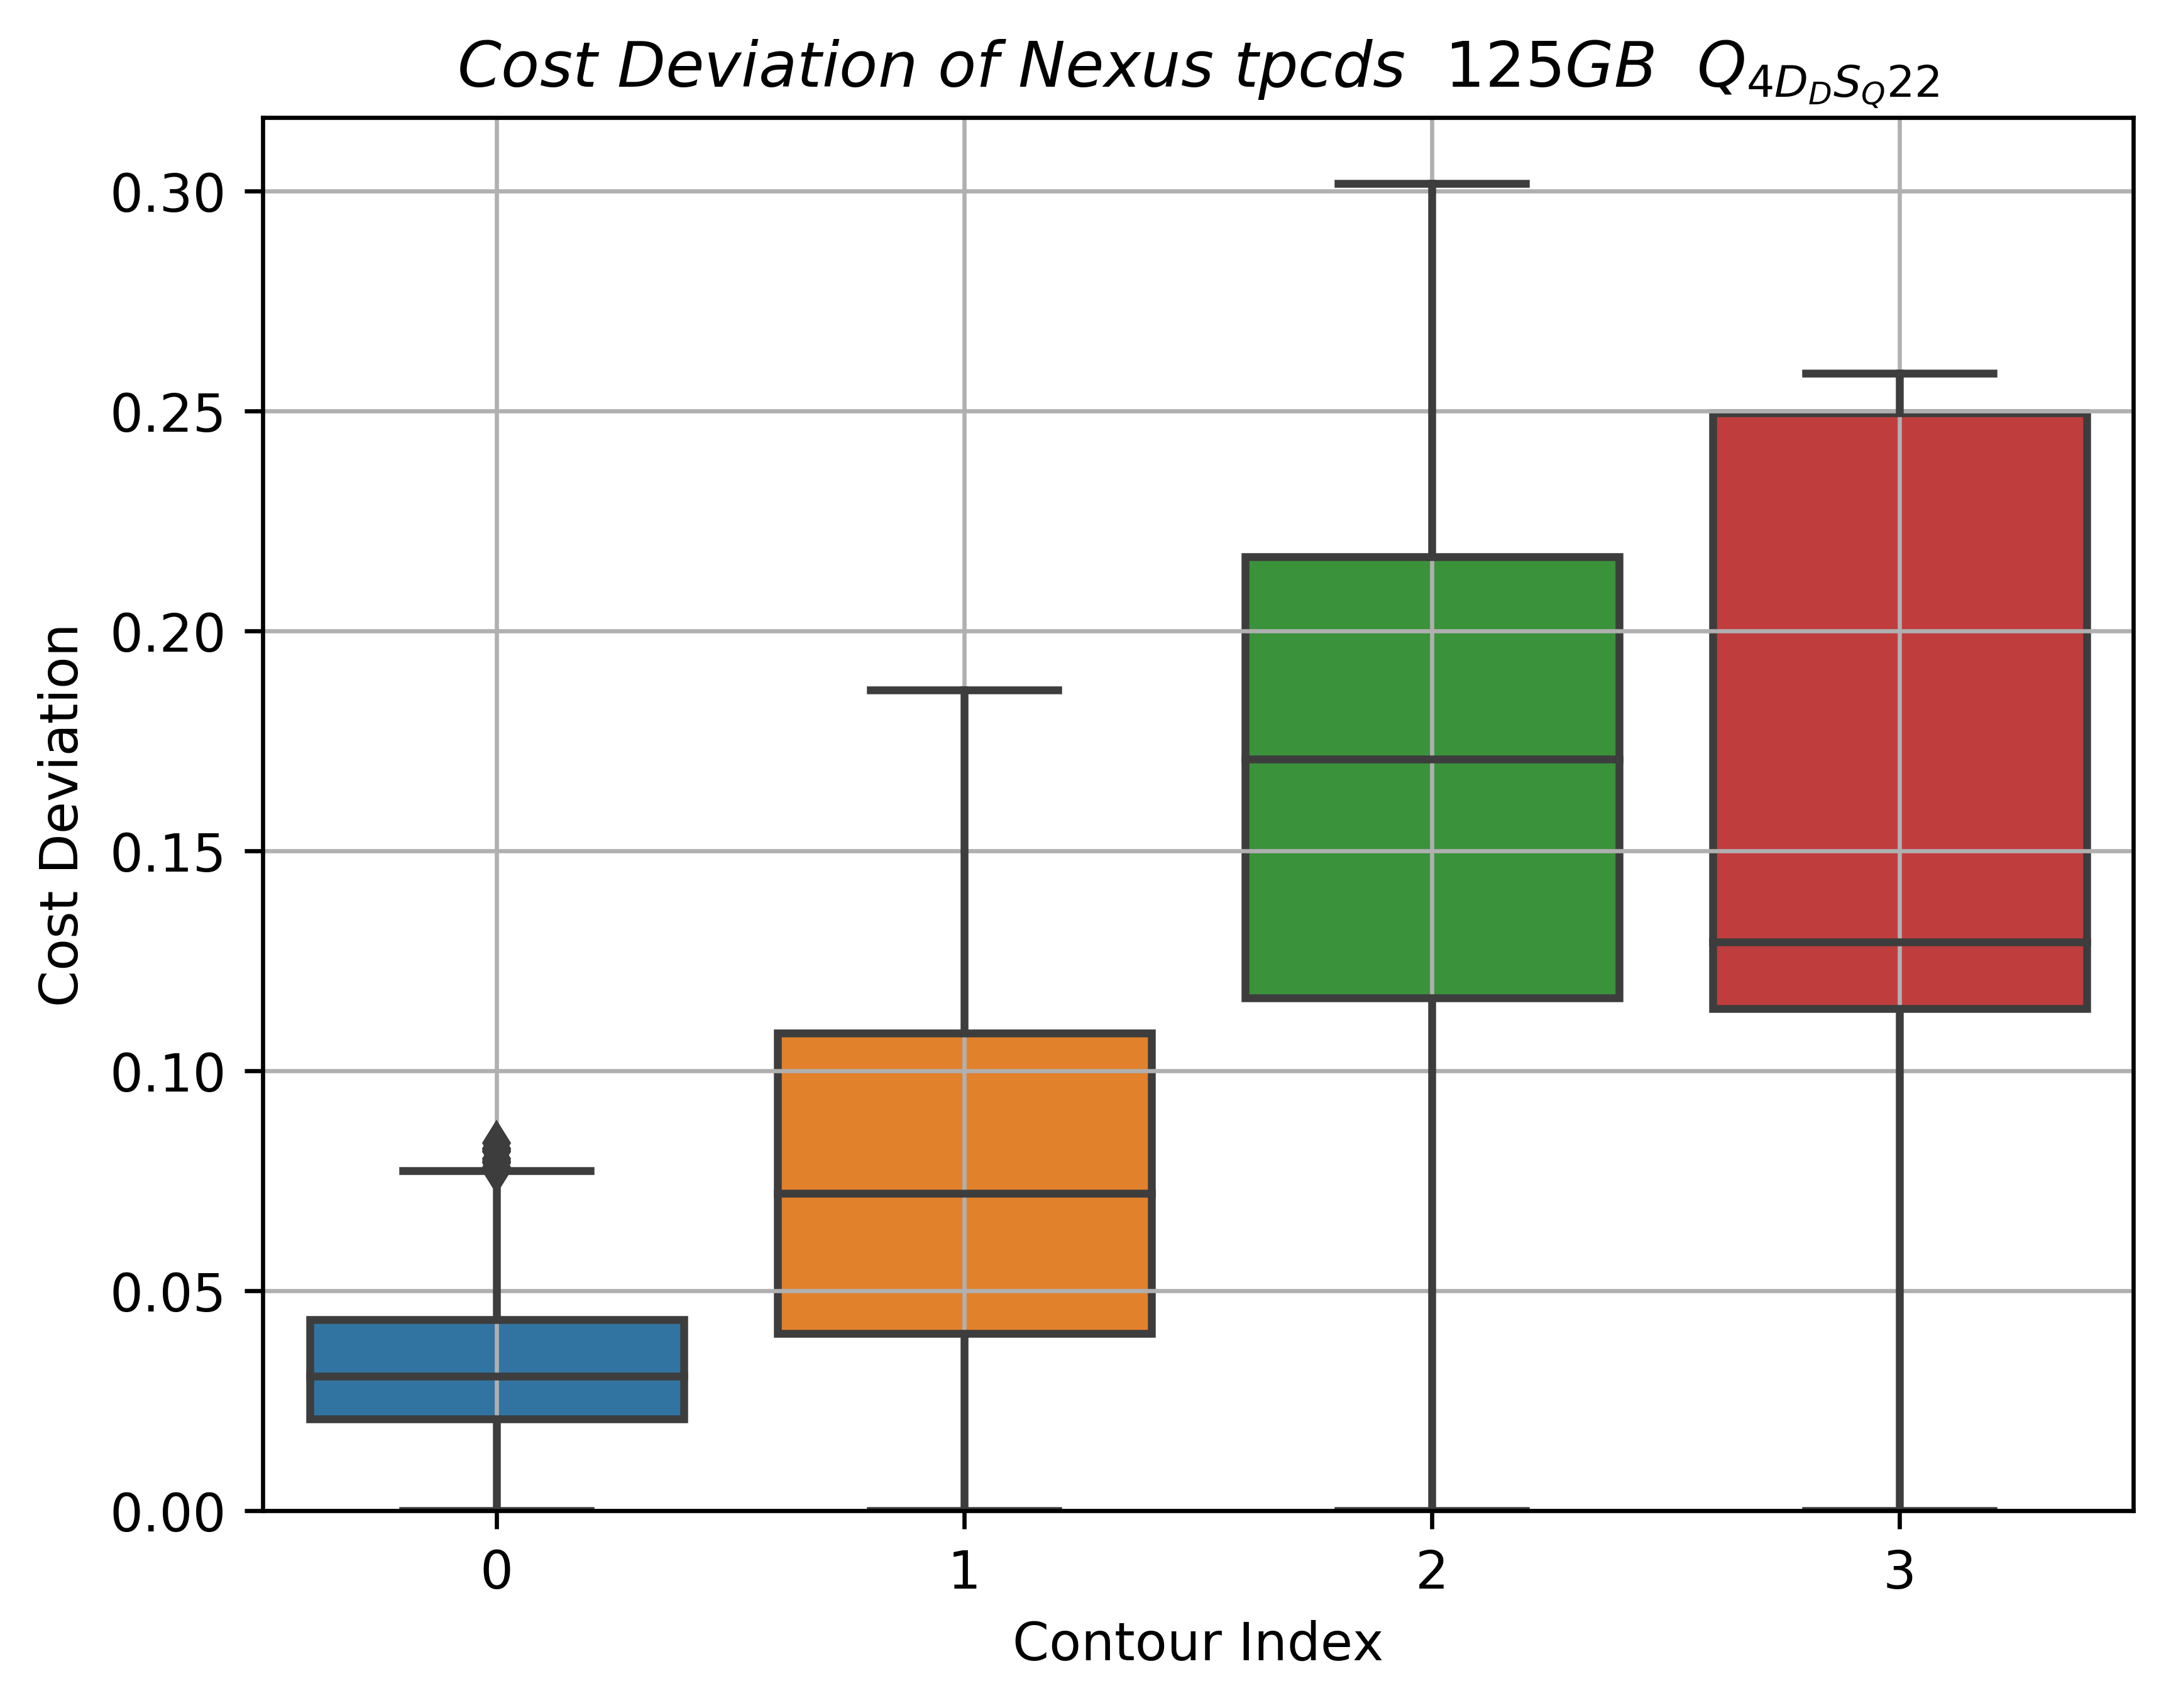 Cost Deviation of Nexus tpcds 125GB Q4DDSQ22
0.30
0.25
0.20
0.15
0.10
0.05
0.00
Cost Deviation
0 1 2 3
Contour Index